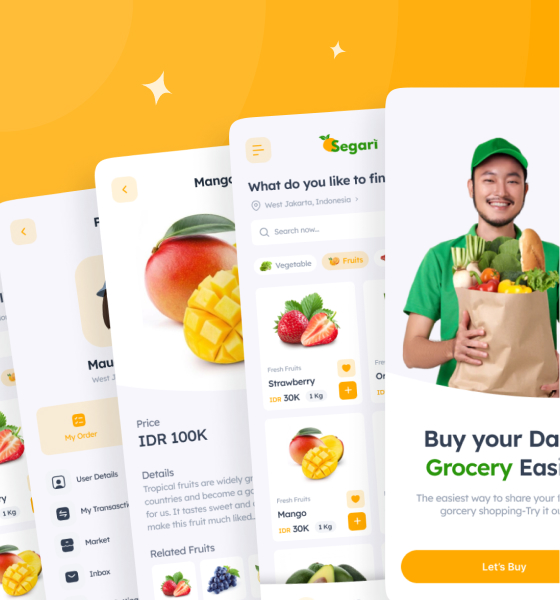 Segari
What do you like to fin
West Jakarta, Indonesia >
Search now...
Vegetable
Fruits
Fresh Fruits
Strawberry
IDR 30K
1 Kg
Fresh Fruits
Mango
IDR 30K
1 Kg
Mango
Price
IDR 100K
Details
Tropical fruits are widely gr
countries and become a go
for us. It tastes sweet and
make this fruit much liked..
Related Fruits
Mau
West J
My Order
User Details
My Transacti
Market
Inbox
1 Kg
Buy your Da
Grocery Easi
The easiest way to share your f
gorcery shopping-Try it ou
Let's Buy